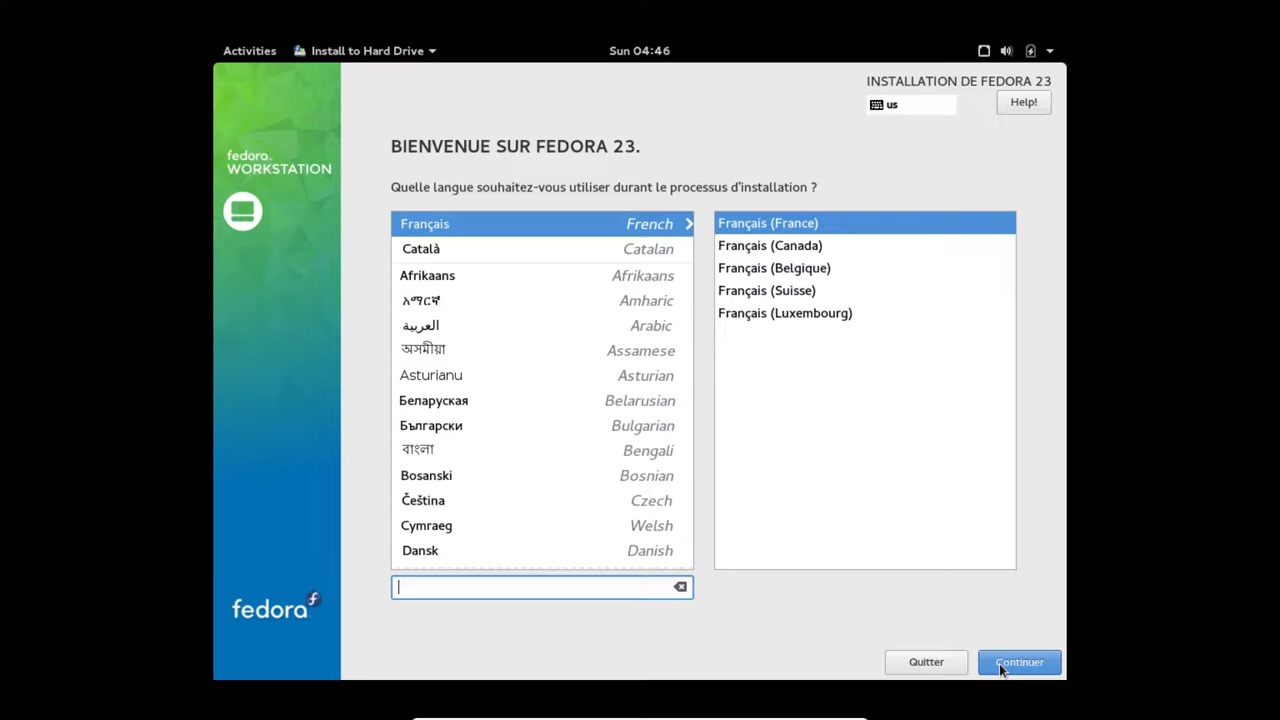 Activities Install to Hard Drive Sun 04:46
INSTALLATION DE FEDORA 23
us Help!
fedora
WORKSTATION
BIENVENUE SUR FEDORA 23.
Quelle langue souhaitez-vous utiliser durant le processus d'installation ?
Français French
Català Catalan
Afrikaans Afrikaans
አማርኛ Amharic
العربية Arabic
অসমীয়া Assamese
Asturianu Asturian
Беларуская Belarusian
Български Bulgarian
বাংলা Bengali
Bosanski Bosnian
Čeština Czech
Cymraeg Welsh
Dansk Danish
Français (France)
Français (Canada)
Français (Belgique)
Français (Suisse)
Français (Luxembourg)
fedora
Quitter Continuer